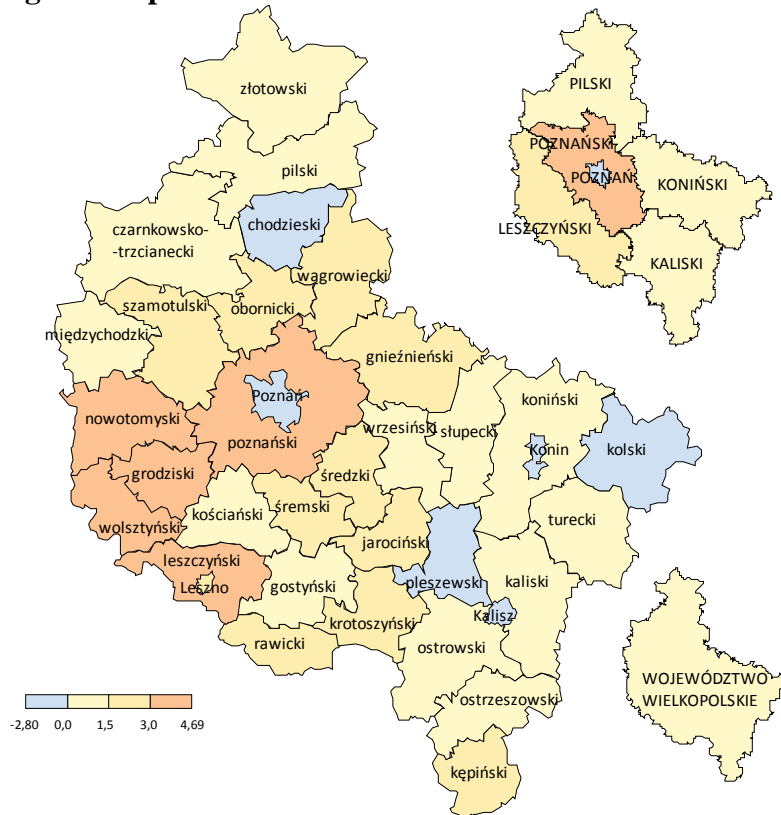 złotowski
PILSKI
POZNAŃSKI
pilski
POZNAŃ
KONIŃSKI
chodzieski
czarnkowsko-
-trzcianecki
LESZCZYŃSKI
KALISKI
wągrowiecki
szamotulski
obornicki
międzychodzki
gnieźnieński
Poznań
koniński
nowotomyski
wrzesiński
słupecki
poznański
Konin
kolski
grodziski
średzki
kościański
śremski
wolsztyński
turecki
jarociński
leszczyński
pleszewski
kaliski
Leszno
gostyński
Kalisz
krotoszyński
rawicki
ostrowski
WOJEWÓDZTWO
WIELKOPOLSKIE
ostrzeszowski
-2,80 0,0 1,5 3,0 4,69
kępiński